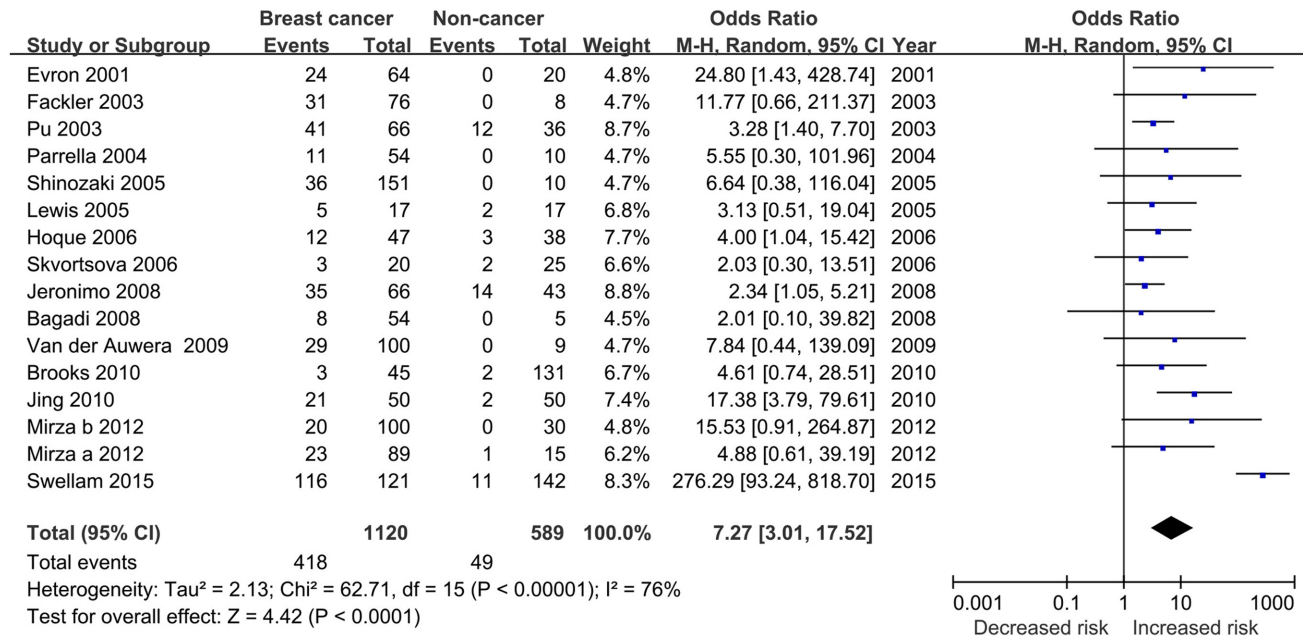 Breast cancer Non-cancer Odds Ratio Odds Ratio
Study or Subgroup Events Total Events Total Weight M-H, Random, 95% CI Year M-H, Random, 95% CI
Evron 2001 24 64 0 20 4.8% 24.80 [1.43, 428.74] 2001
Fackler 2003 31 76 0 8 4.7% 11.77 [0.66, 211.37] 2003
Pu 2003 41 66 12 36 8.7% 3.28 [1.40, 7.70] 2003
Parrella 2004 11 54 0 10 4.7% 5.55 [0.30, 101.96] 2004
Shinozaki 2005 36 151 0 10 4.7% 6.64 [0.38, 116.04] 2005
Lewis 2005 5 17 2 17 6.8% 3.13 [0.51, 19.04] 2005
Hoque 2006 12 47 3 38 7.7% 4.00 [1.04, 15.42] 2006
Skvortsova 2006 3 20 2 25 6.6% 2.03 [0.30, 13.51] 2006
Jeronimo 2008 35 66 14 43 8.8% 2.34 [1.05, 5.21] 2008
Bagadi 2008 8 54 0 5 4.5% 2.01 [0.10, 39.82] 2008
Van der Auwera 2009 29 100 0 9 4.7% 7.84 [0.44, 139.09] 2009
Brooks 2010 3 45 2 131 6.7% 4.61 [0.74, 28.51] 2010
Jing 2010 21 50 2 50 7.4% 17.38 [3.79, 79.61] 2010
Mirza b 2012 20 100 0 30 4.8% 15.53 [0.91, 264.87] 2012
Mirza a 2012 23 89 1 15 6.2% 4.88 [0.61, 39.19] 2012
Swellam 2015 116 121 11 142 8.3% 276.29 [93.24, 818.70] 2015
Total (95% CI) 1120 589 100.0% 7.27 [3.01, 17.52]
Total events 418 49
Heterogeneity: Tau² = 2.13; Chi² = 62.71, df = 15 (P < 0.00001); I² = 76%
Test for overall effect: Z = 4.42 (P < 0.0001)
0.001 0.1 1 10 1000
Decreased risk Increased risk